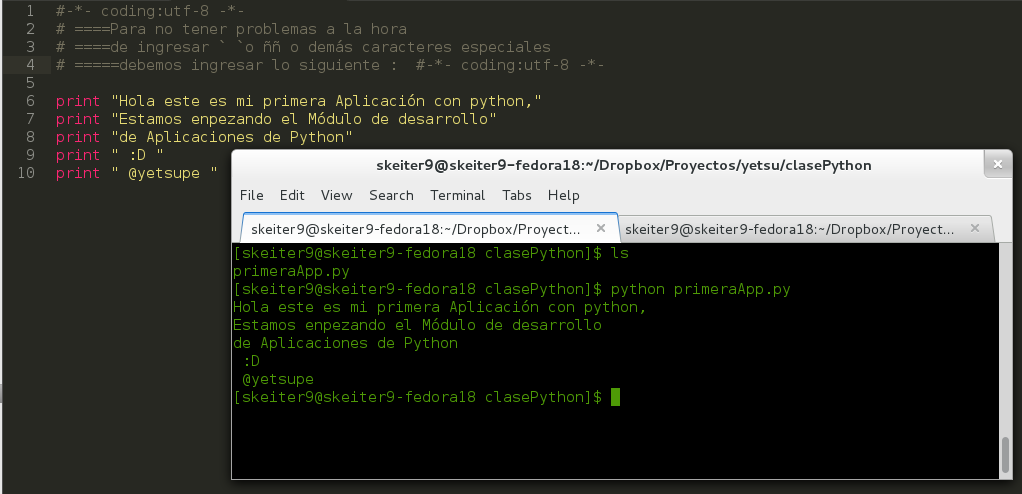 1 #-*- coding:utf-8 -*-
2 # ====Para no tener problemas a la hora
3 # ====de ingresar ` `o ññ o demás caracteres especiales
4 # =====debemos ingresar lo siguiente :  #-*- coding:utf-8 -*-
5
6 print "Hola este es mi primera Aplicación con python,"
7 print "Estamos enpezando el Módulo de desarrollo"
8 print "de Aplicaciones de Python"
9 print " :D "
10 print " @yetsupe "
skeiter9@skeiter9-fedora18:~/Dropbox/Proyectos/yetsu/clasePython ×
File Edit View Search Terminal Tabs Help
skeiter9@skeiter9-fedora18:~/Dropbox/Proyect... × skeiter9@skeiter9-fedora18:~/Dropbox/Proyect... ×
[skeiter9@skeiter9-fedora18 clasePython]$ ls
primeraApp.py
[skeiter9@skeiter9-fedora18 clasePython]$ python primeraApp.py
Hola este es mi primera Aplicación con python,
Estamos enpezando el Módulo de desarrollo
de Aplicaciones de Python
 :D
 @yetsupe
[skeiter9@skeiter9-fedora18 clasePython]$